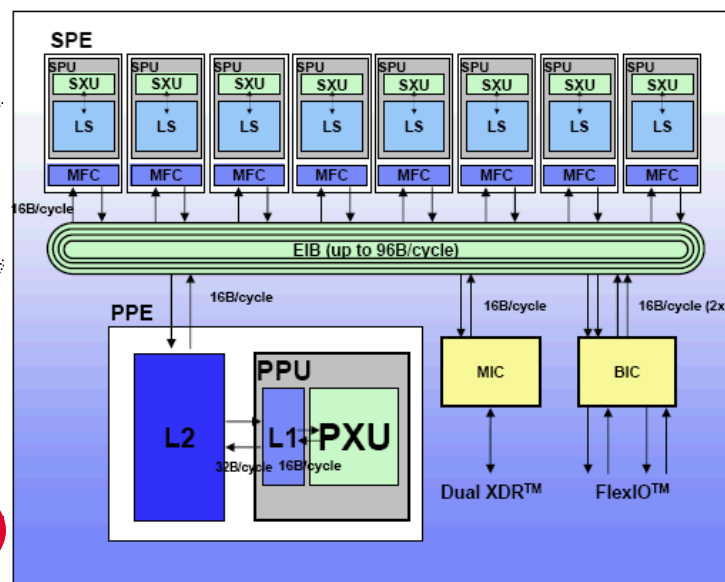 SPE
SPU SPU SPU SPU SPU SPU SPU SPU
SXU SXU SXU SXU SXU SXU SXU SXU
LS LS LS LS LS LS LS LS
MFC MFC MFC MFC MFC MFC MFC MFC
16B/cycle
EIB (up to 96B/cycle)
16B/cycle 16B/cycle 16B/cycle (2x
PPE
PPU
MIC BIC
L2 L1 PXU
32B/cycle 16B/cycle
Dual XDR™ FlexIO™